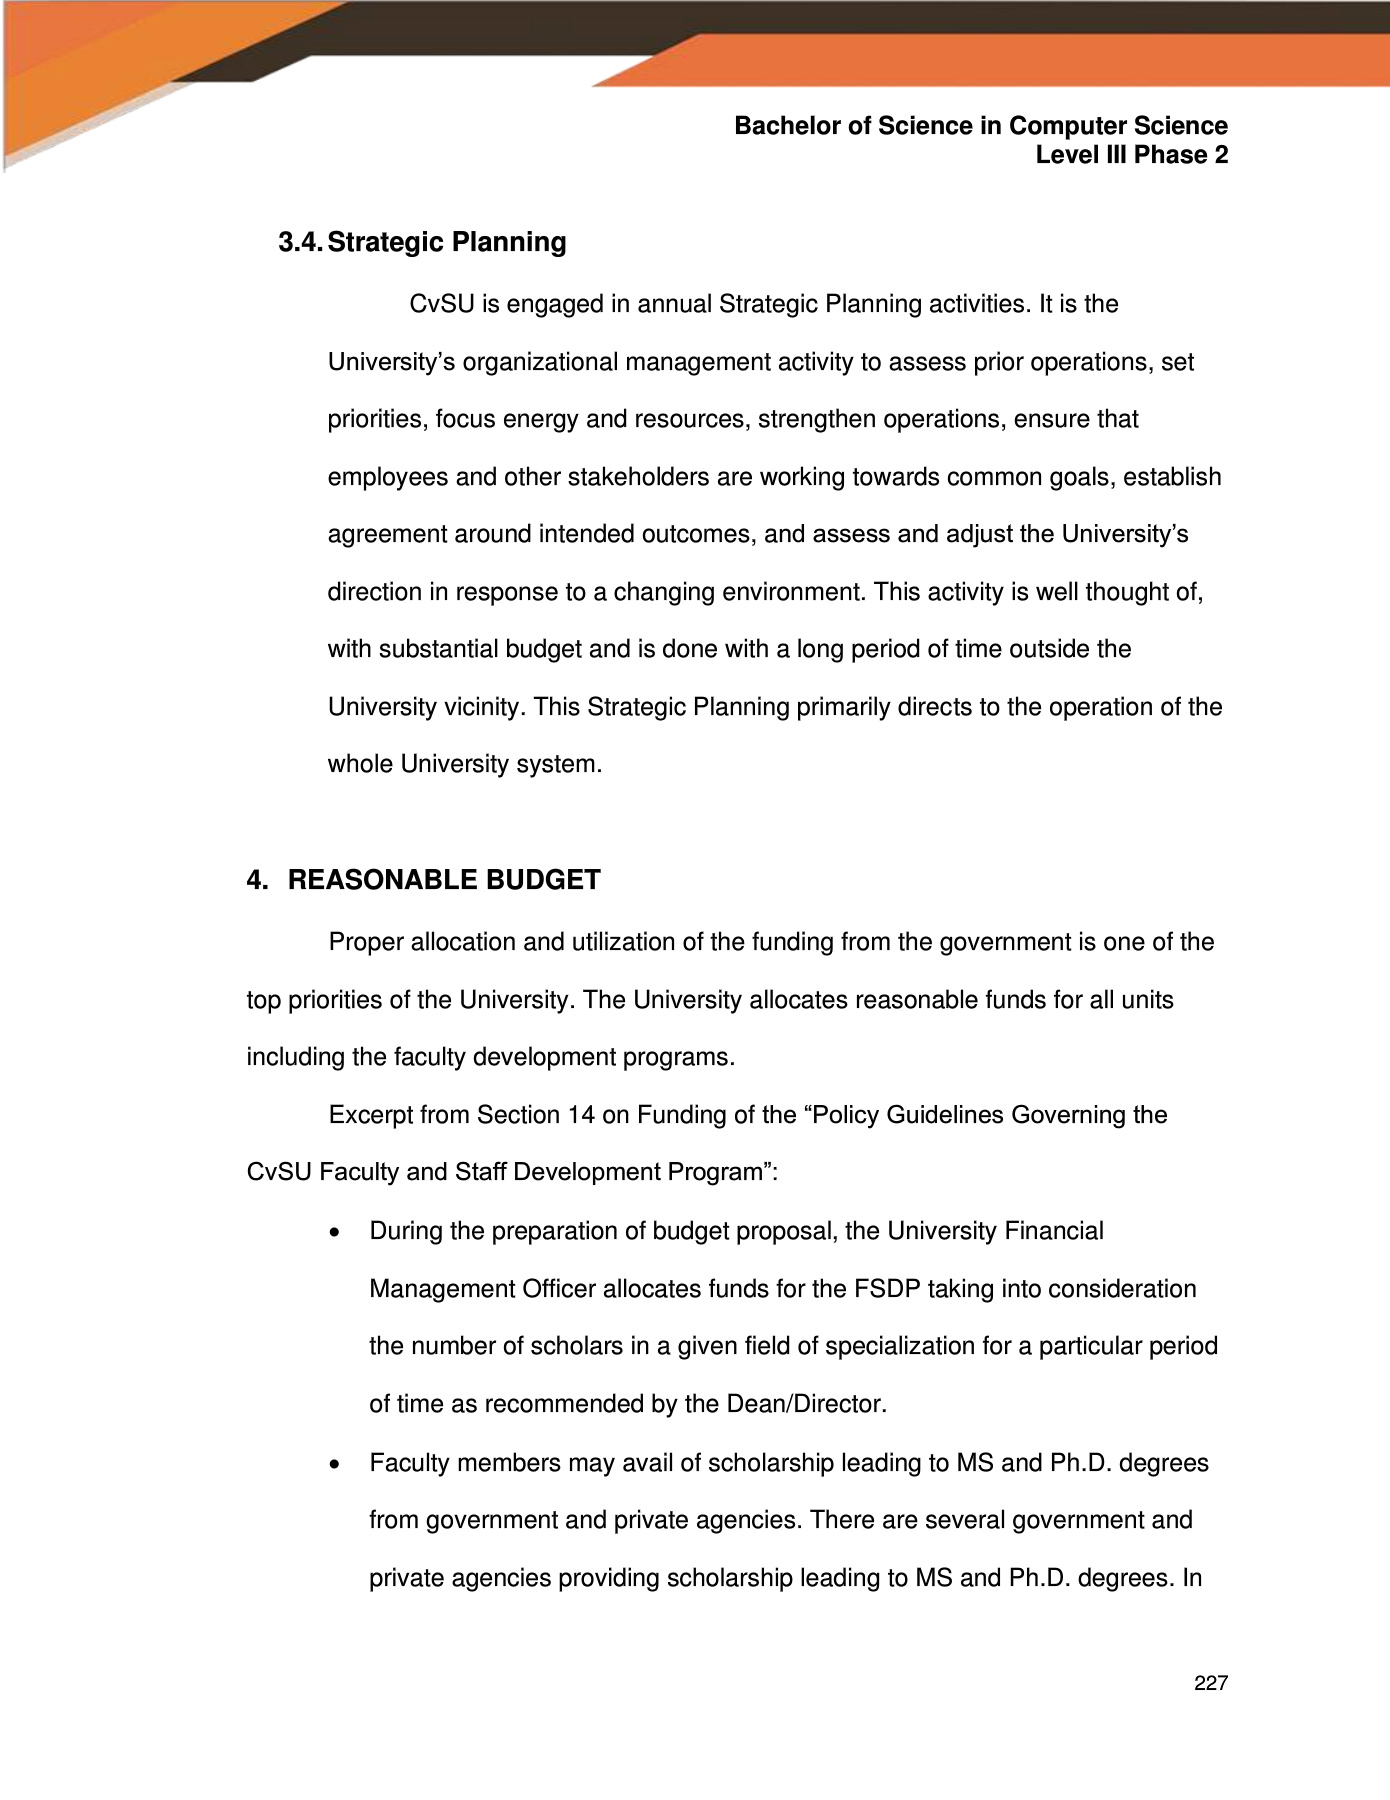 Bachelor of Science in Computer Science
Level III Phase 2
3.4. Strategic Planning
CvSU is engaged in annual Strategic Planning activities. It is the
University’s organizational management activity to assess prior operations, set
priorities, focus energy and resources, strengthen operations, ensure that
employees and other stakeholders are working towards common goals, establish
agreement around intended outcomes, and assess and adjust the University’s
direction in response to a changing environment. This activity is well thought of,
with substantial budget and is done with a long period of time outside the
University vicinity. This Strategic Planning primarily directs to the operation of the
whole University system.
4. REASONABLE BUDGET
Proper allocation and utilization of the funding from the government is one of the
top priorities of the University. The University allocates reasonable funds for all units
including the faculty development programs.
Excerpt from Section 14 on Funding of the “Policy Guidelines Governing the
CvSU Faculty and Staff Development Program”:
• During the preparation of budget proposal, the University Financial
Management Officer allocates funds for the FSDP taking into consideration
the number of scholars in a given field of specialization for a particular period
of time as recommended by the Dean/Director.
• Faculty members may avail of scholarship leading to MS and Ph.D. degrees
from government and private agencies. There are several government and
private agencies providing scholarship leading to MS and Ph.D. degrees. In
227